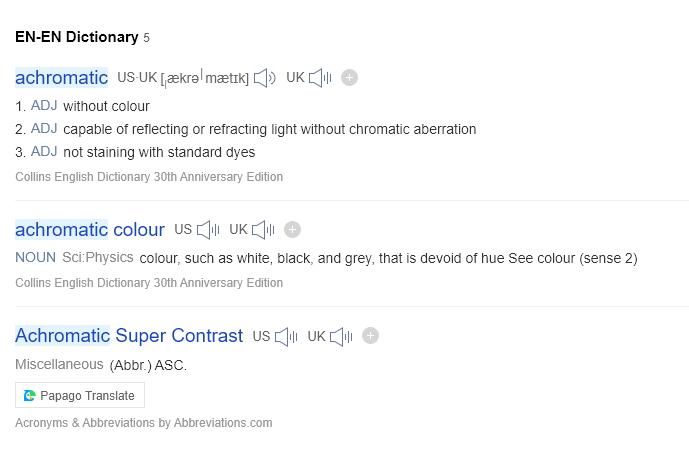 EN-EN Dictionary 5
achromatic US·UK [ˌækrəˈmætɪk] UK
1. ADJ without colour
2. ADJ capable of reflecting or refracting light without chromatic aberration
3. ADJ not staining with standard dyes
Collins English Dictionary 30th Anniversary Edition
achromatic colour US UK
NOUN Sci:Physics colour, such as white, black, and grey, that is devoid of hue See colour (sense 2)
Collins English Dictionary 30th Anniversary Edition
Achromatic Super Contrast US UK
Miscellaneous (Abbr.) ASC.
Papago Translate
Acronyms & Abbreviations by Abbreviations.com